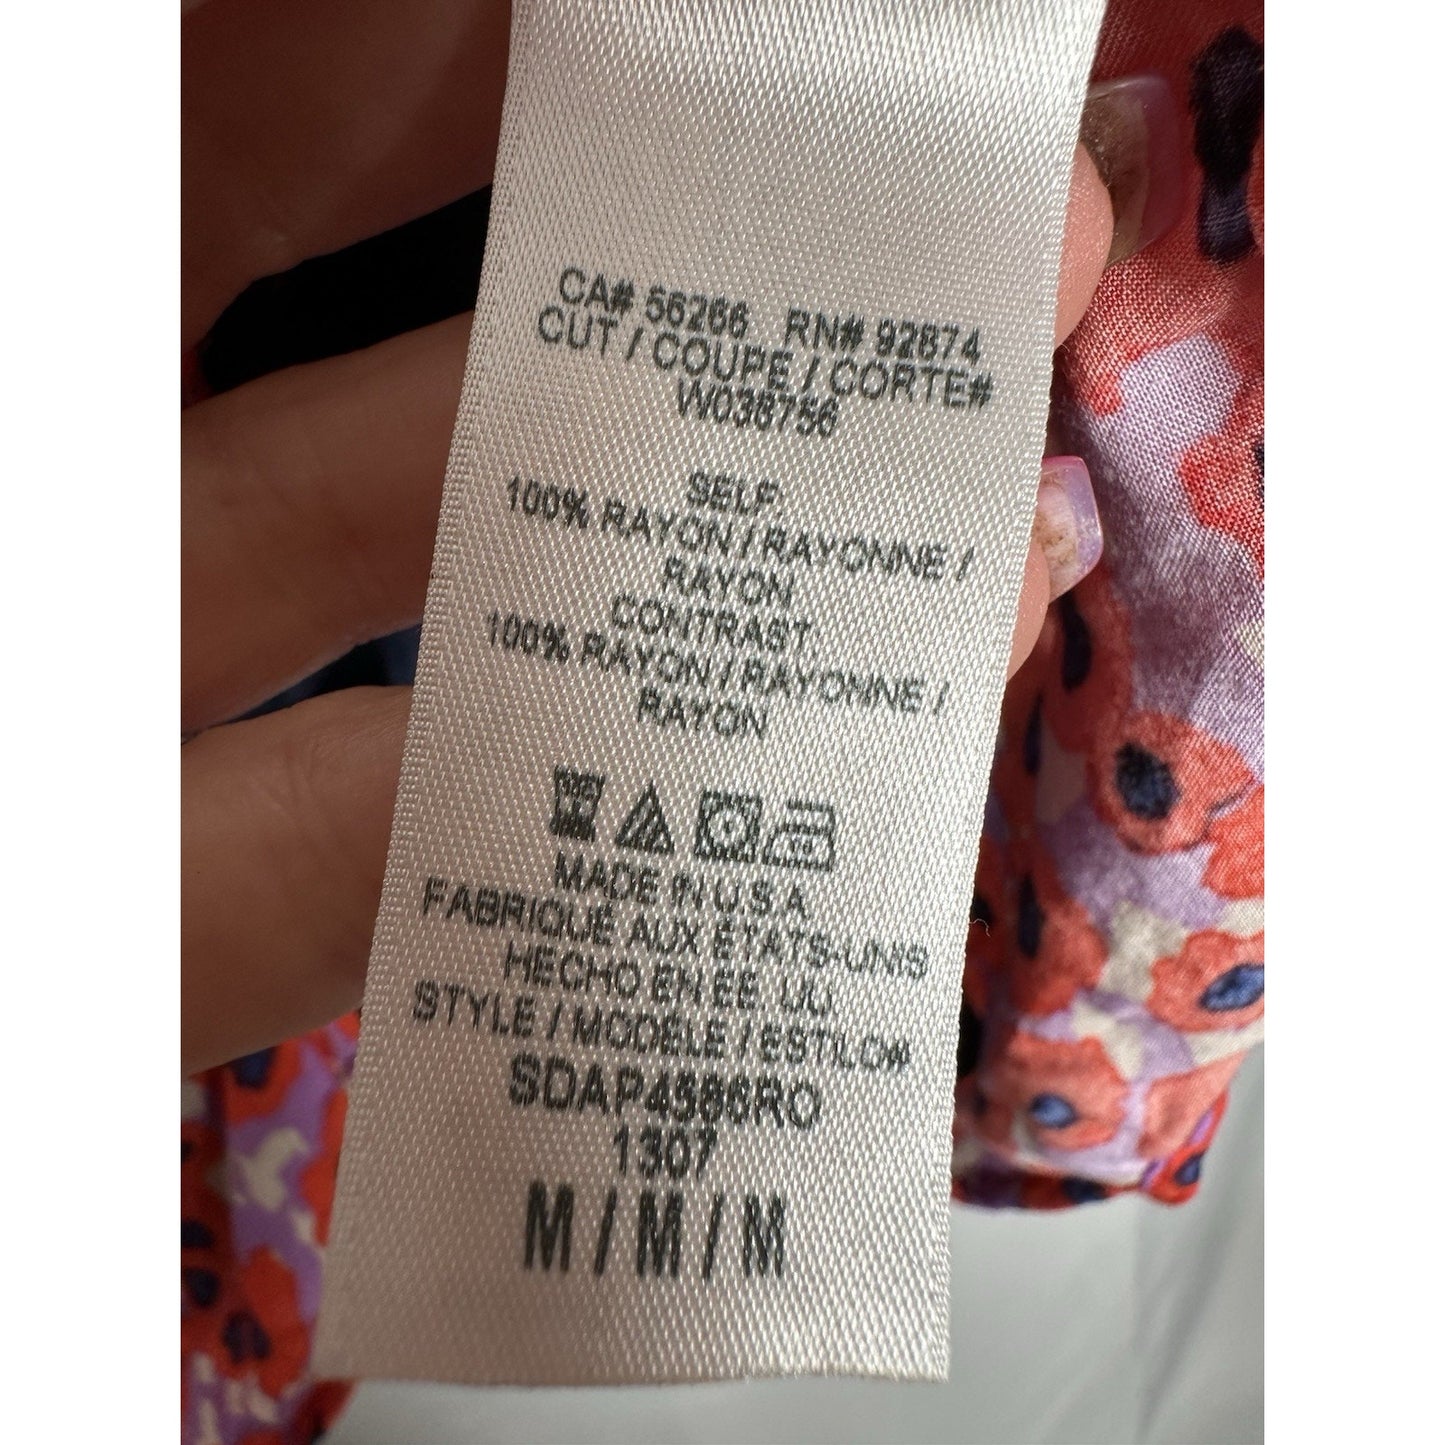 CA# 56266 RN# 92874
CUT / COUPE / CORTE#
W038756
SELF
100% RAYON / RAYONNE /
RAYON
CONTRAST
100% RAYON / RAYONNE /
RAYON
MADE IN U.S.A
FABRIQUÉ AUX ÉTATS-UNIS
HECHO EN EE UU
STYLE / MODÈLE / ESTILO#
SDAP4586RO
1307
M / M / M